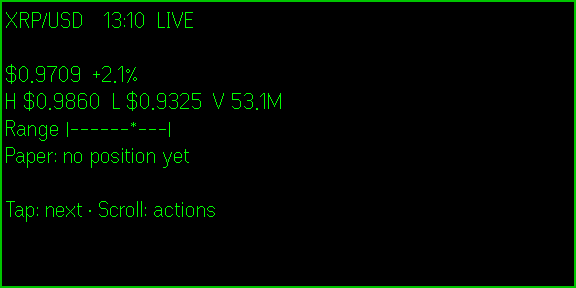 XRP/USD 13:10 LIVE
$0.9709 +2.1%
H $0.9860 L $0.9325 V 53.1M
Range |------*---|
Paper: no position yet
Tap: next · Scroll: actions